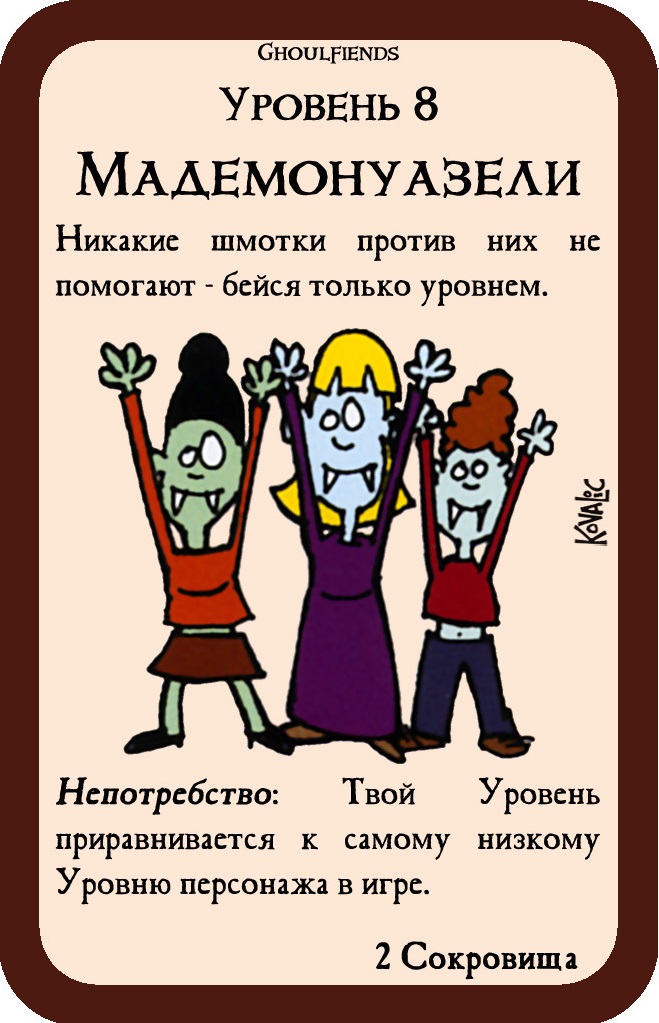 Ghoulfiends
Уровень 8
Мадемонуазели
Никакие шмотки против них не
помогают - бейся только уровнем.
Kovalic
Непотребство: Твой Уровень
приравнивается к самому низкому
Уровню персонажа в игре.
2 Сокровища